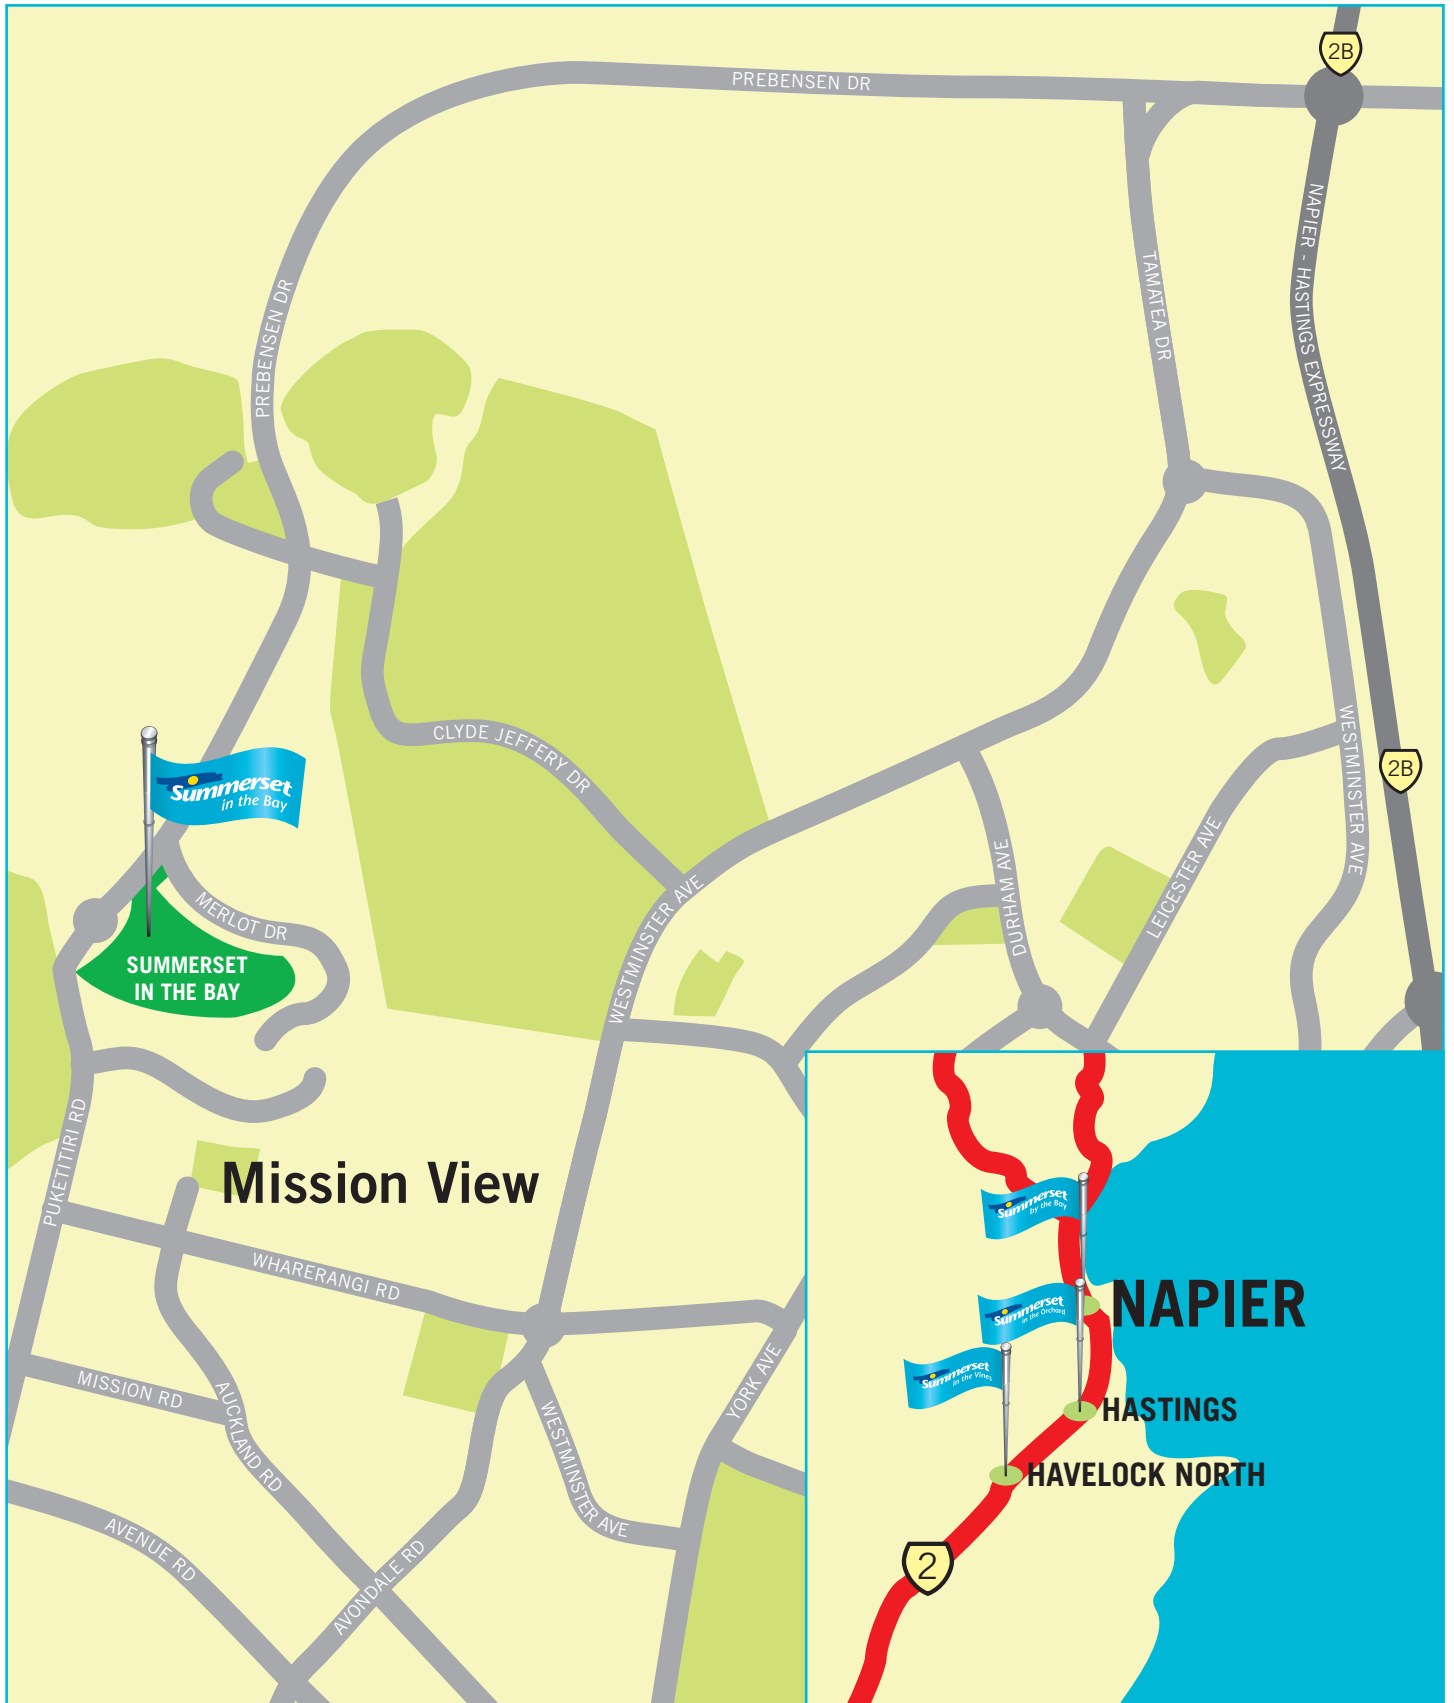 2B
PREBENSEN DR
NAPIER - HASTINGS EXPRESSWAY
TAMATEA DR
PREBENSEN DR
CLYDE JEFFERY DR
WESTMINSTER AVE
2B
Summerset
in the Bay
DURHAM AVE
LEICESTER AVE
WESTMINSTER AVE
MERLOT DR
SUMMERSET
IN THE BAY
PUKETITIRI RD
Mission View
WHARERANGI RD
MISSION RD
AUCKLAND RD
WESTMINSTER AVE
YORK AVE
AVENUE RD
AVONDALE RD
Summerset
by the Bay
NAPIER
Summerset
in the Orchard
Summerset
in the Vines
HASTINGS
HAVELOCK NORTH
2